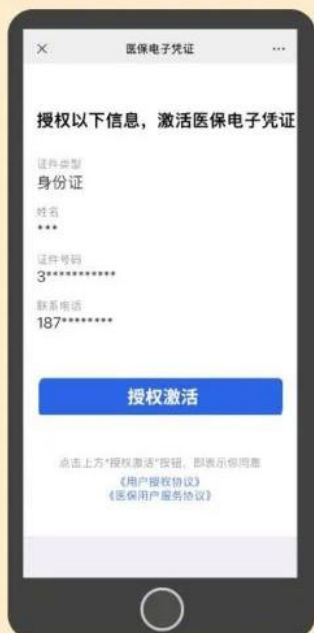 × 医保电子凭证 ···
授权以下信息，激活医保电子凭证
证件类型
身份证
姓名
***
证件号码
3***********
联系电话
187********
授权激活
点击上方“授权激活”按钮，即表示你同意
《用户授权协议》
《医保用户服务协议》